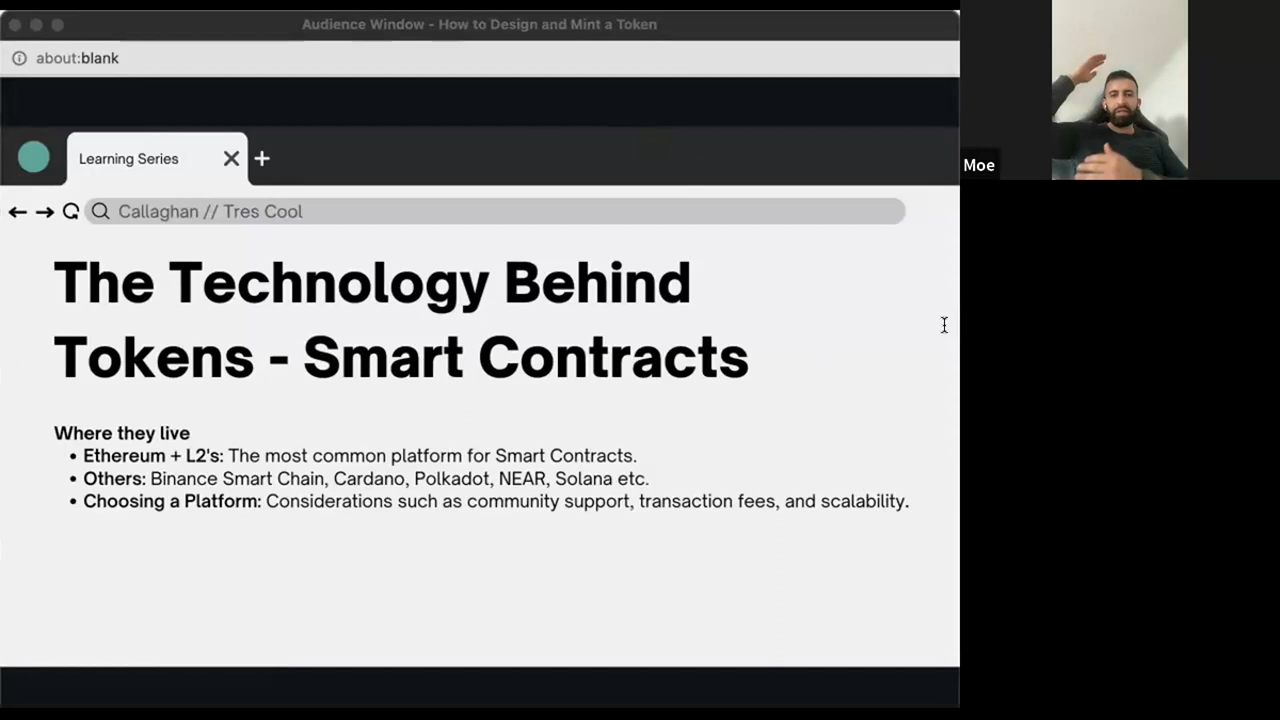 Audience Window - How to Design and Mint a Token
about:blank
Learning Series
Callaghan // Tres Cool
The Technology Behind
Tokens - Smart Contracts
Where they live
• Ethereum + L2's: The most common platform for Smart Contracts.
• Others: Binance Smart Chain, Cardano, Polkadot, NEAR, Solana etc.
• Choosing a Platform: Considerations such as community support, transaction fees, and scalability.
Moe